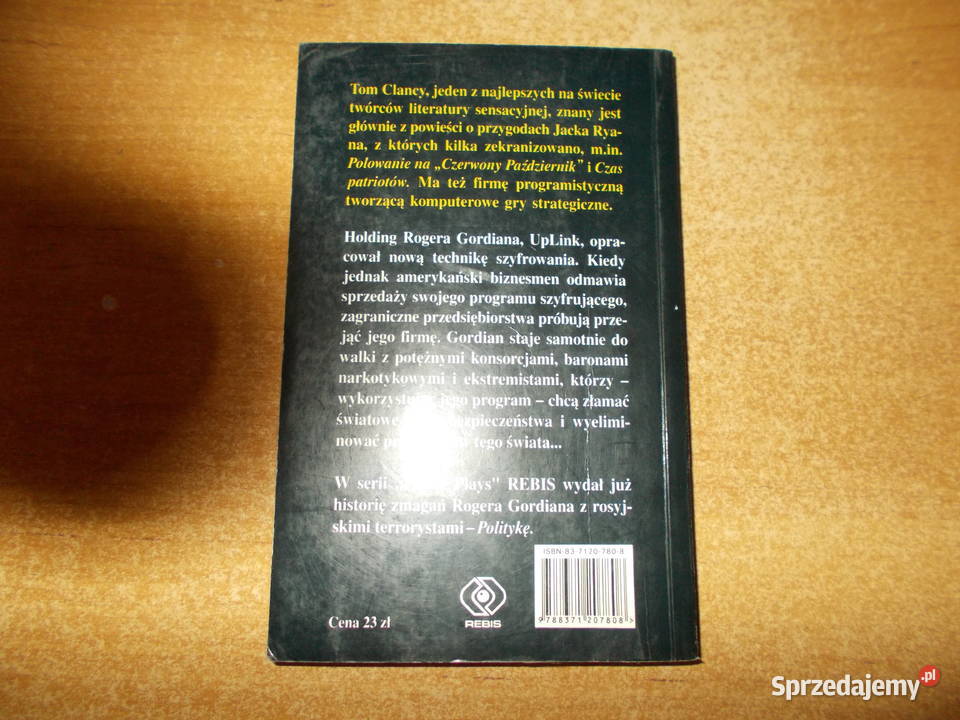 Tom Clancy, jeden z najlepszych na świecie
twórców literatury sensacyjnej, znany jest
głównie z powieści o przygodach Jacka Rya-
na, z których kilka zekranizowano, m.in.
Polowanie na „Czerwony Październik” i Czas
patriotów. Ma też firmę programistyczną
tworzącą komputerowe gry strategiczne.
Holding Rogera Gordiana, UpLink, opra-
cował nową technikę szyfrowania. Kiedy
jednak amerykański biznesmen odmawia
sprzedaży swojego programu szyfrującego,
zagraniczne przedsiębiorstwa próbują prze-
jąć jego firmę. Gordian staje samotnie do
walki z potężnymi konsorcjami, baronami
narkotykowymi i ekstremistami, którzy –
jego program – chcą złamać
i wyelimi-
nować tego świata...
W serii Plays" REBIS wydał już
historię zmagań Rogera Gordiana z rosyj-
skimi terrorystami – Politykę.
ISBN-83-7120-780-8
9 788371 207808 >
REBIS
Cena 23 zł
Sprzedajemy.pl